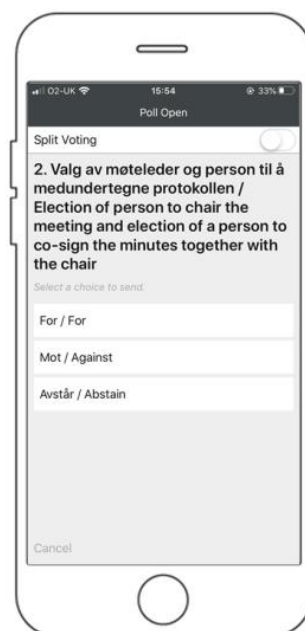 O2-UK 15:54 33%
Poll Open
Split Voting
2. Valg av møteleder og person til å
medundertegne protokollen /
Election of person to chair the
meeting and election of a person to
co-sign the minutes together with
the chair
Select a choice to send.
For / For
Mot / Against
Avstår / Abstain
Cancel